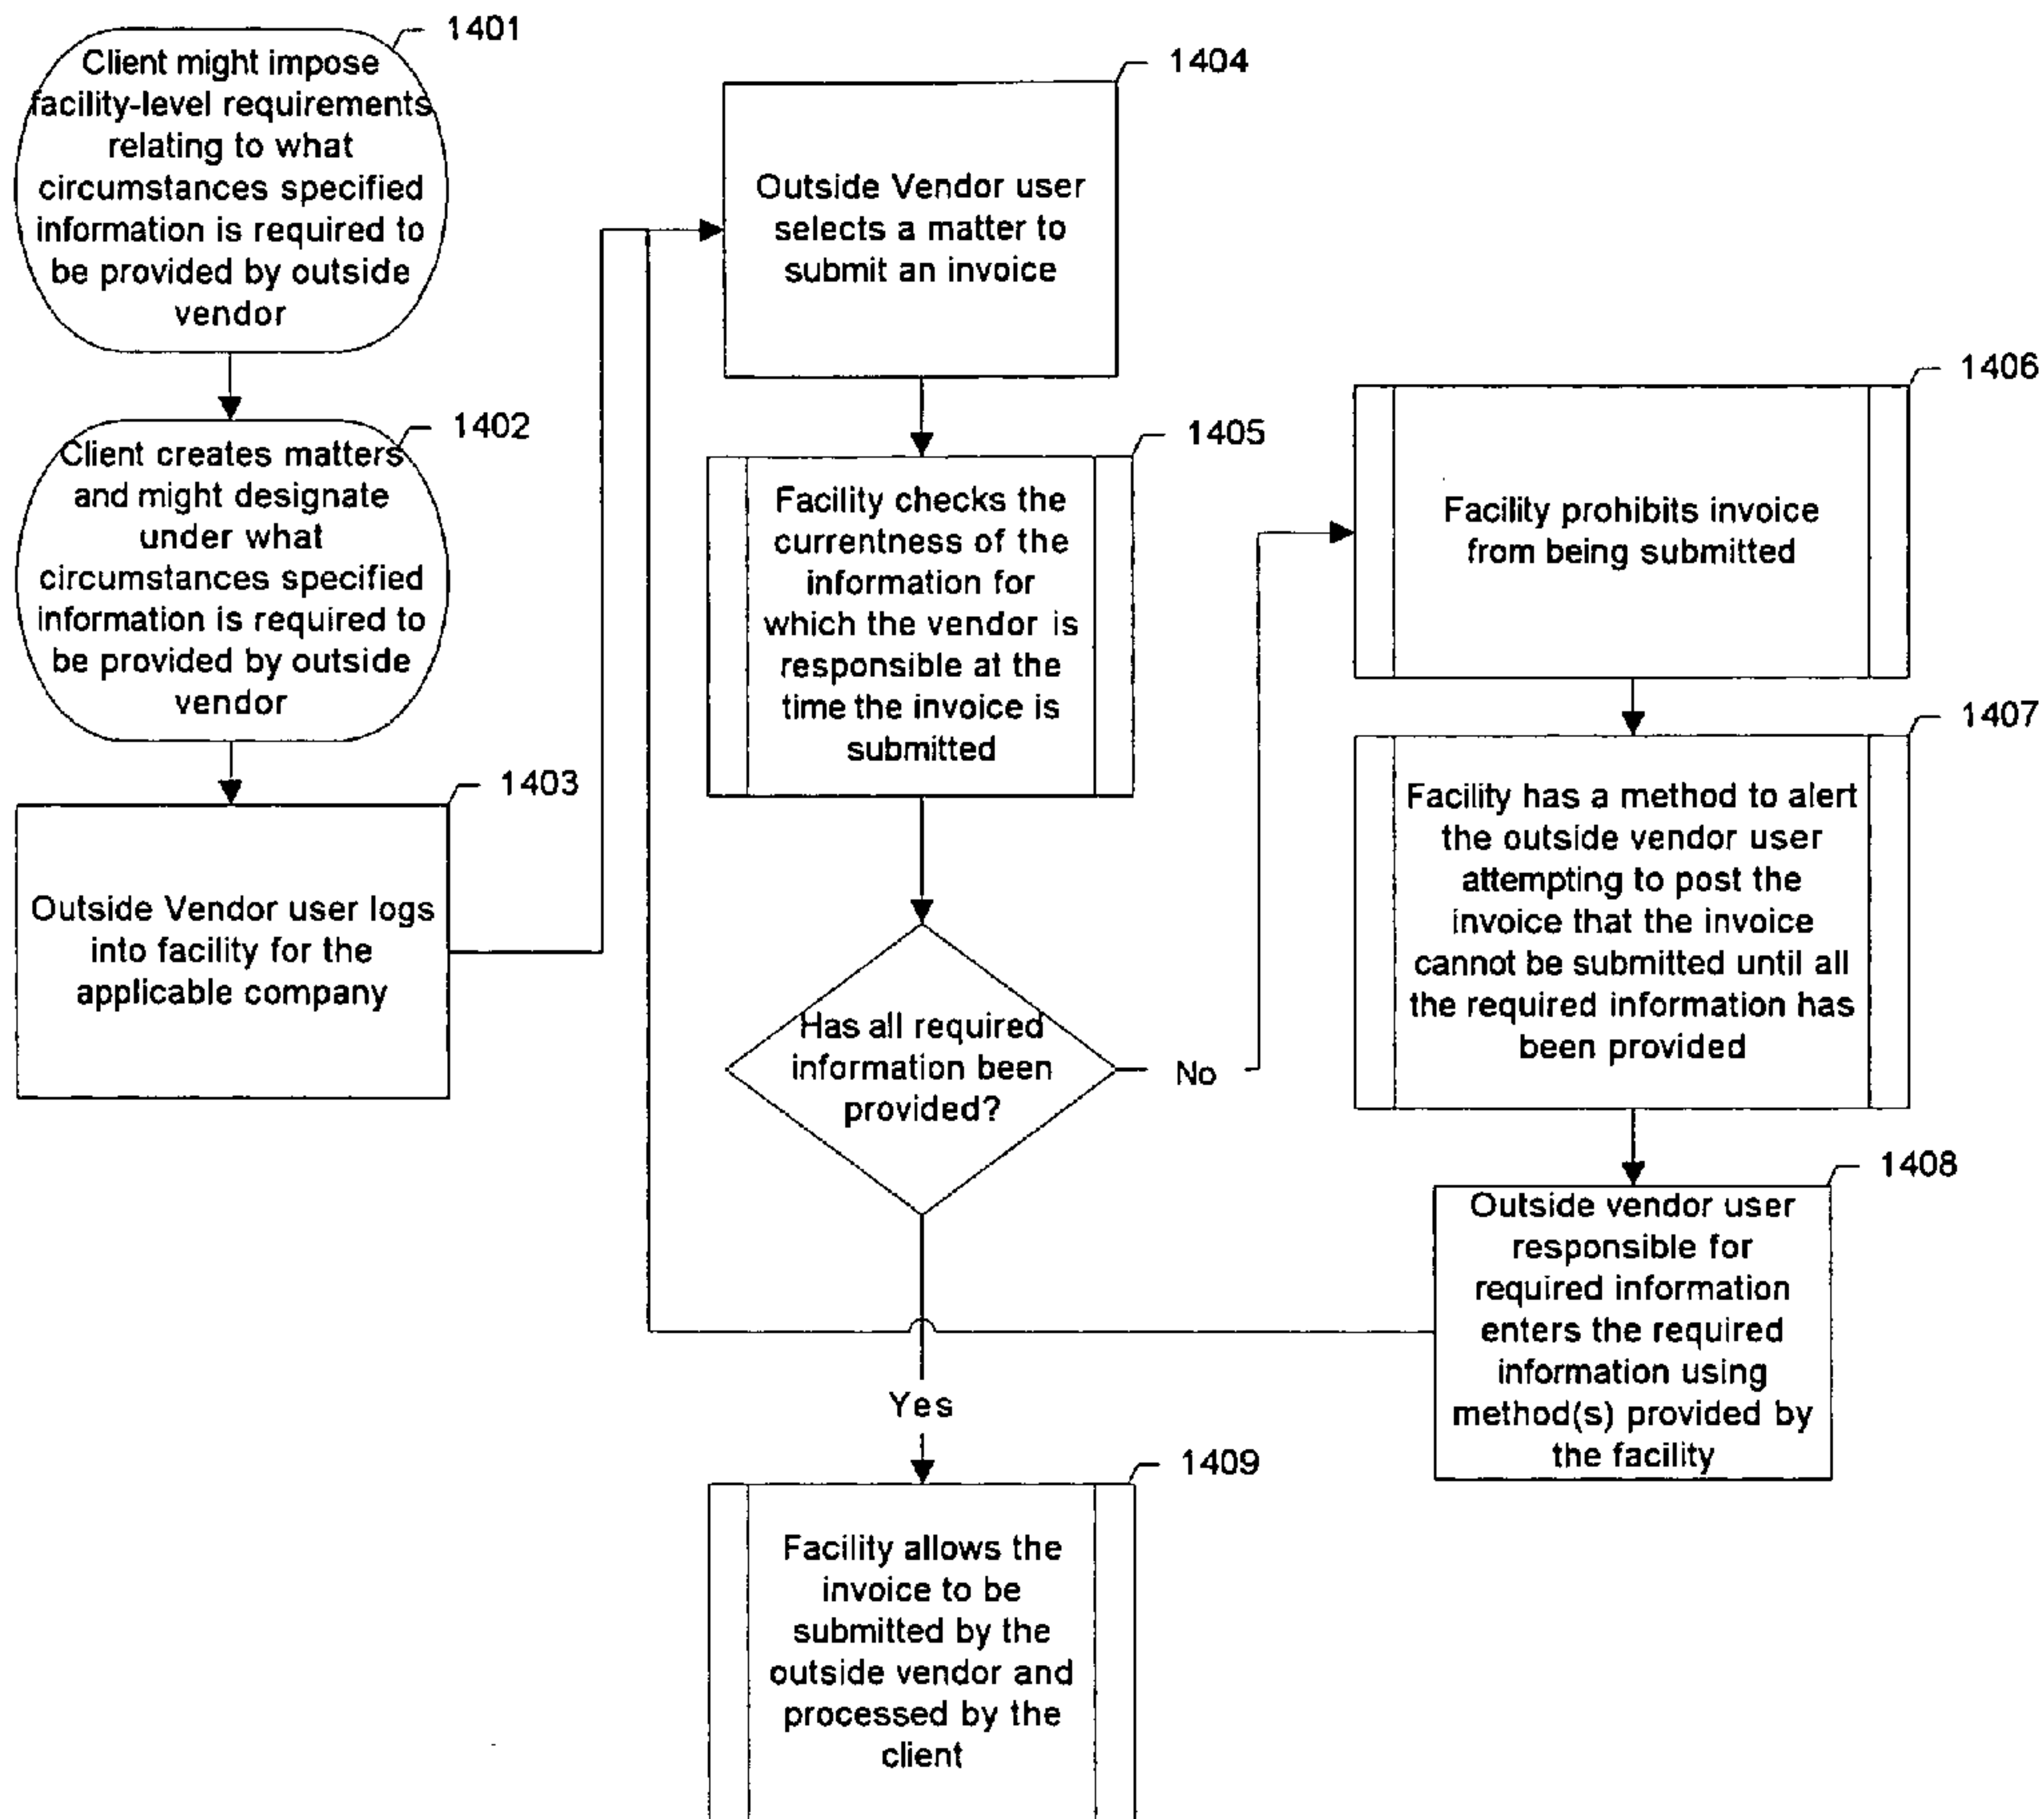 1401
Client might impose
facility-level requirements
relating to what
circumstances specified
information is required to
be provided by outside
vendor
1402
Client creates matters
and might designate
under what
circumstances specified
information is required to
be provided by outside
vendor
1403
Outside Vendor user logs
into facility for the
applicable company
1404
Outside Vendor user
selects a matter to
submit an invoice
1405
Facility checks the
currentness of the
information for
which the vendor is
responsible at the
time the invoice is
submitted
Has all required
information been
provided?
No
Yes
1406
Facility prohibits invoice
from being submitted
1407
Facility has a method to alert
the outside vendor user
attempting to post the
invoice that the invoice
cannot be submitted until all
the required information has
been provided
1408
Outside vendor user
responsible for
required information
enters the required
information using
method(s) provided by
the facility
1409
Facility allows the
invoice to be
submitted by the
outside vendor and
processed by the
client